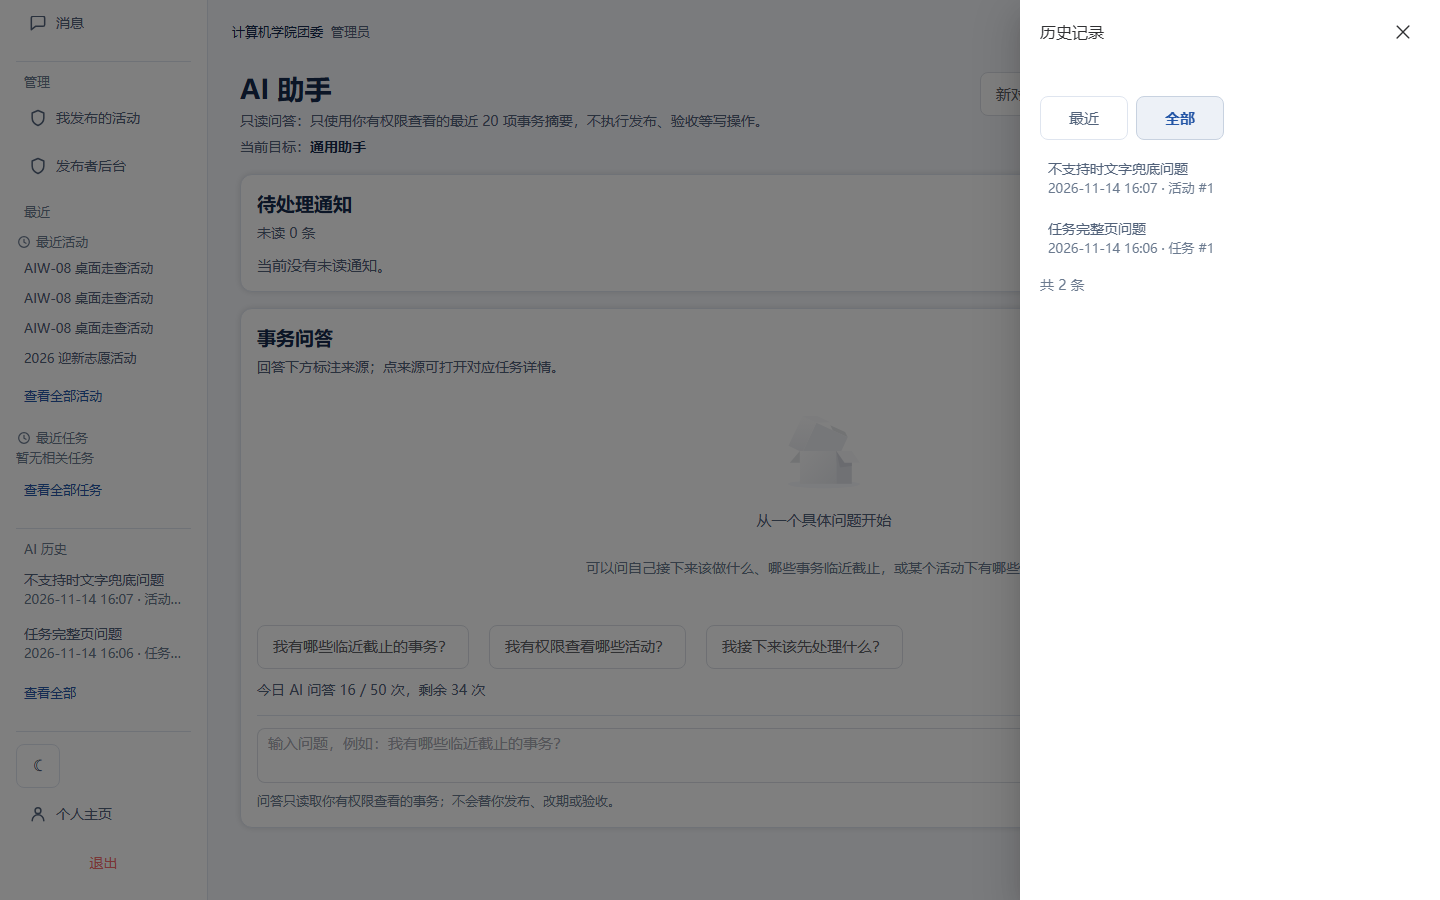 消息
管理
我发布的活动
发布者后台
最近
最近活动
AIW-08 桌面走查活动
AIW-08 桌面走查活动
AIW-08 桌面走查活动
2026 迎新志愿活动
查看全部活动
最近任务
暂无相关任务
查看全部任务
AI 历史
不支持时文字兜底问题
2026-11-14 16:07 · 活动...
任务完整页问题
2026-11-14 16:06 · 任务...
查看全部
个人主页
退出
计算机学院团委 管理员
AI 助手
只读问答：只使用你有权限查看的最近 20 项事务摘要，不执行发布、验收等写操作。
当前目标：通用助手
新对
待处理通知
未读 0 条
当前没有未读通知。
事务问答
回答下方标注来源；点来源可打开对应任务详情。
从一个具体问题开始
可以问自己接下来该做什么、哪些事务临近截止，或某个活动下有哪些
我有哪些临近截止的事务？
我有权限查看哪些活动？
我接下来该先处理什么？
今日 AI 问答 16 / 50 次，剩余 34 次
输入问题，例如：我有哪些临近截止的事务？
问答只读取你有权限查看的事务；不会替你发布、改期或验收。
历史记录
最近
全部
不支持时文字兜底问题
2026-11-14 16:07 · 活动 #1
任务完整页问题
2026-11-14 16:06 · 任务 #1
共 2 条